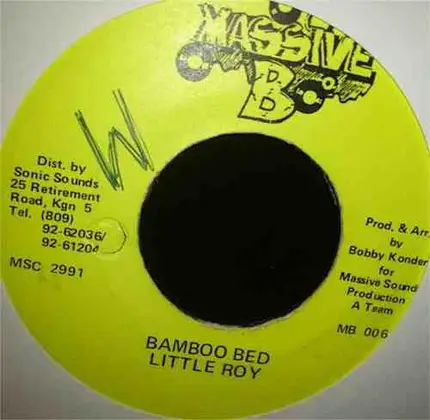 MASSIVE
B
W
Dist. by
Sonic Sounds
25 Retirement
Road, Kgn 5
Tel. (809)
92-62036/
92-61204
MSC 2991
Prod. & Arr.
by
Bobby Konder
for
Massive Sound
Production
A Team
MB 006
BAMBOO BED
LITTLE ROY